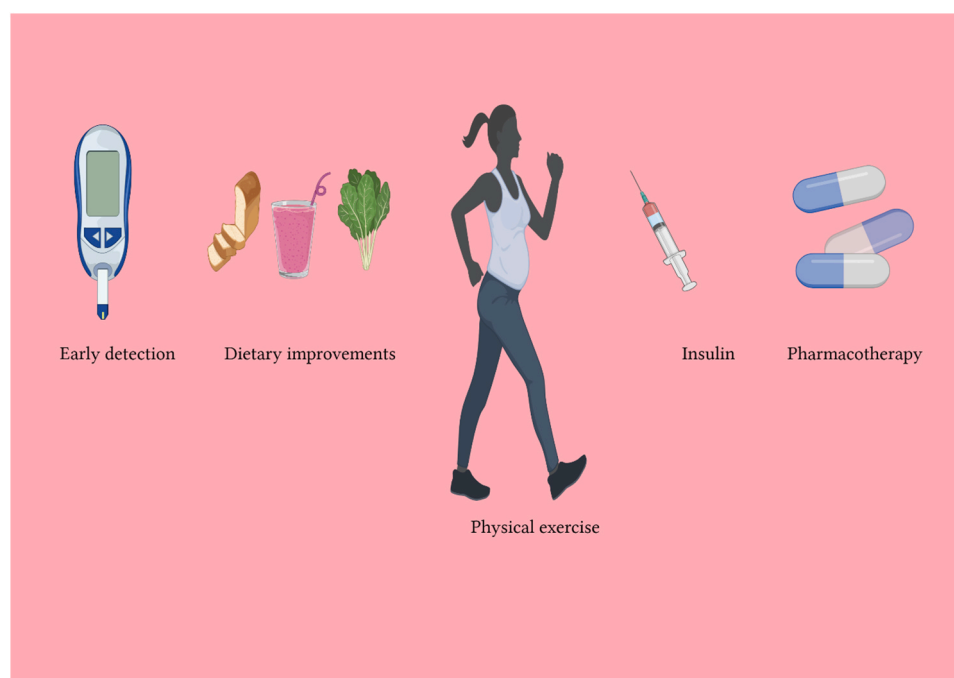 Early detection
Dietary improvements
Insulin
Pharmacotherapy
Physical exercise